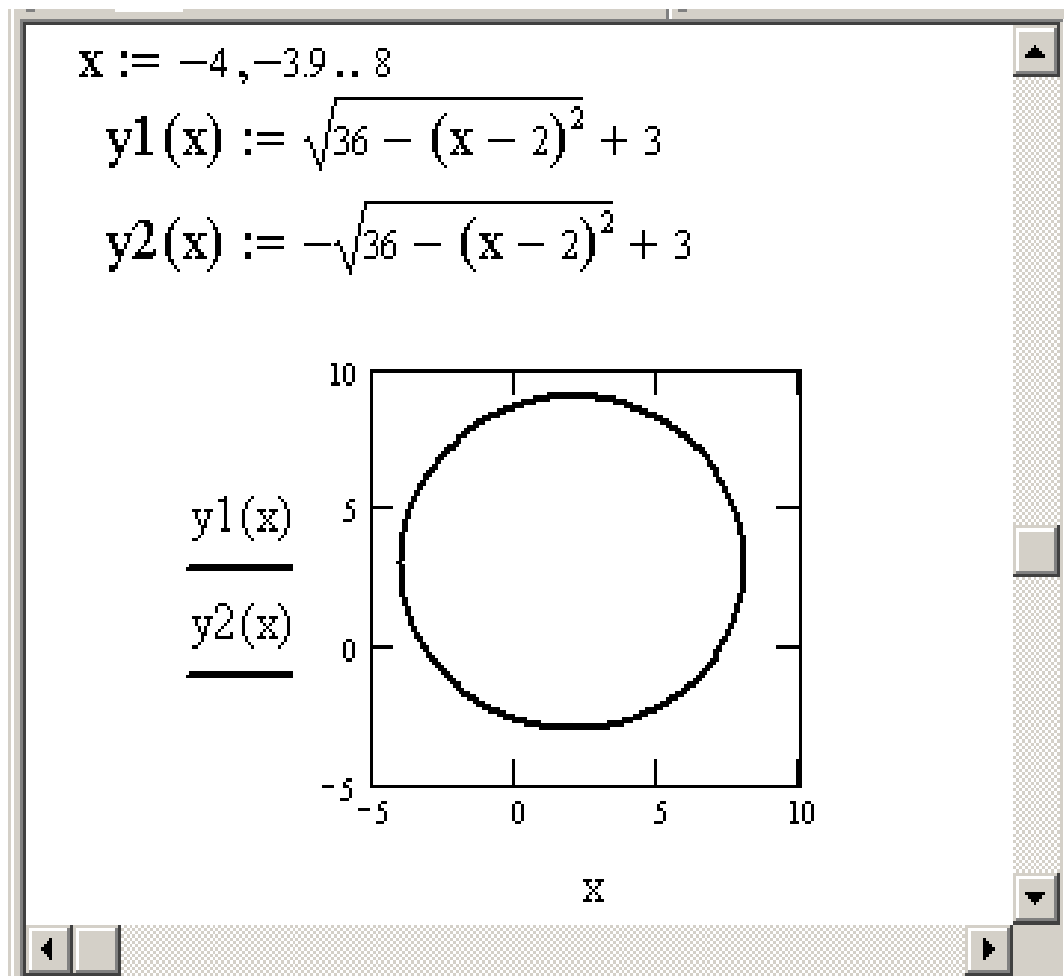 x := −4 , −3.9 .. 8
y1(x) := √(36 − (x − 2)²) + 3
y2(x) := −√(36 − (x − 2)²) + 3
10
5
0
−5
y1(x)
y2(x)
−5 0 5 10
x